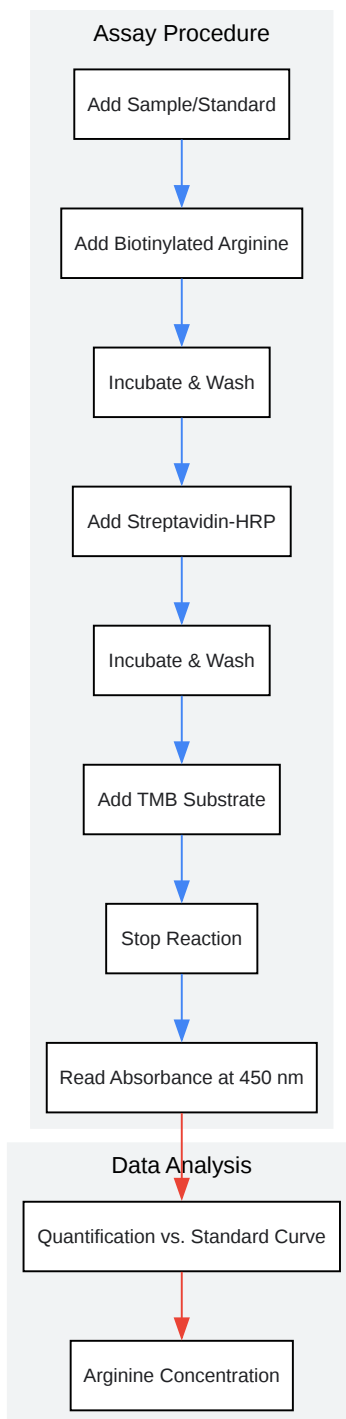 Assay Procedure
Add Sample/Standard
Add Biotinylated Arginine
Incubate & Wash
Add Streptavidin-HRP
Incubate & Wash
Add TMB Substrate
Stop Reaction
Read Absorbance at 450 nm
Data Analysis
Quantification vs. Standard Curve
Arginine Concentration